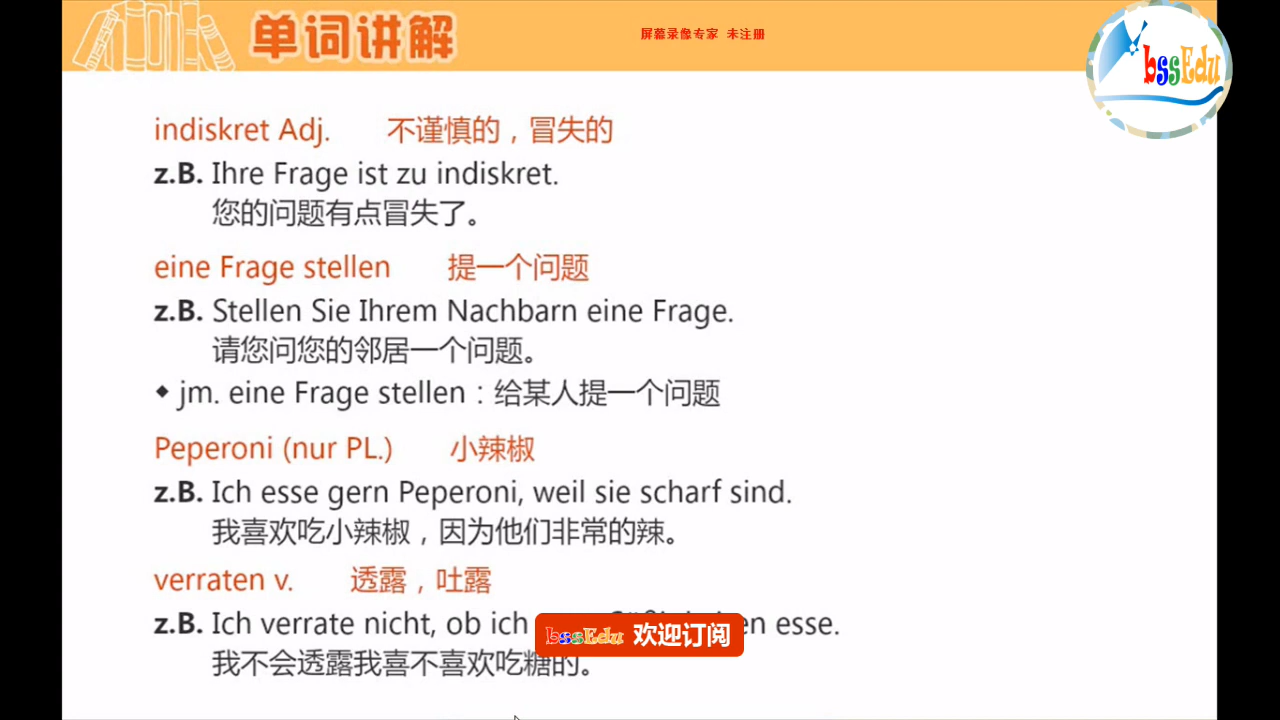 单词讲解
屏幕录像专家 未注册
bssEdu
indiskret Adj. 不谨慎的，冒失的
z.B. Ihre Frage ist zu indiskret.
您的问题有点冒失了。
eine Frage stellen 提一个问题
z.B. Stellen Sie Ihrem Nachbarn eine Frage.
请您问您的邻居一个问题。
◆ jm. eine Frage stellen：给某人提一个问题
Peperoni (nur PL.) 小辣椒
z.B. Ich esse gern Peperoni, weil sie scharf sind.
我喜欢吃小辣椒，因为他们非常的辣。
verraten v. 透露，吐露
z.B. Ich verrate nicht, ob ich esse.
bssEdu 欢迎订阅
我不会透露我喜不喜欢吃糖的。